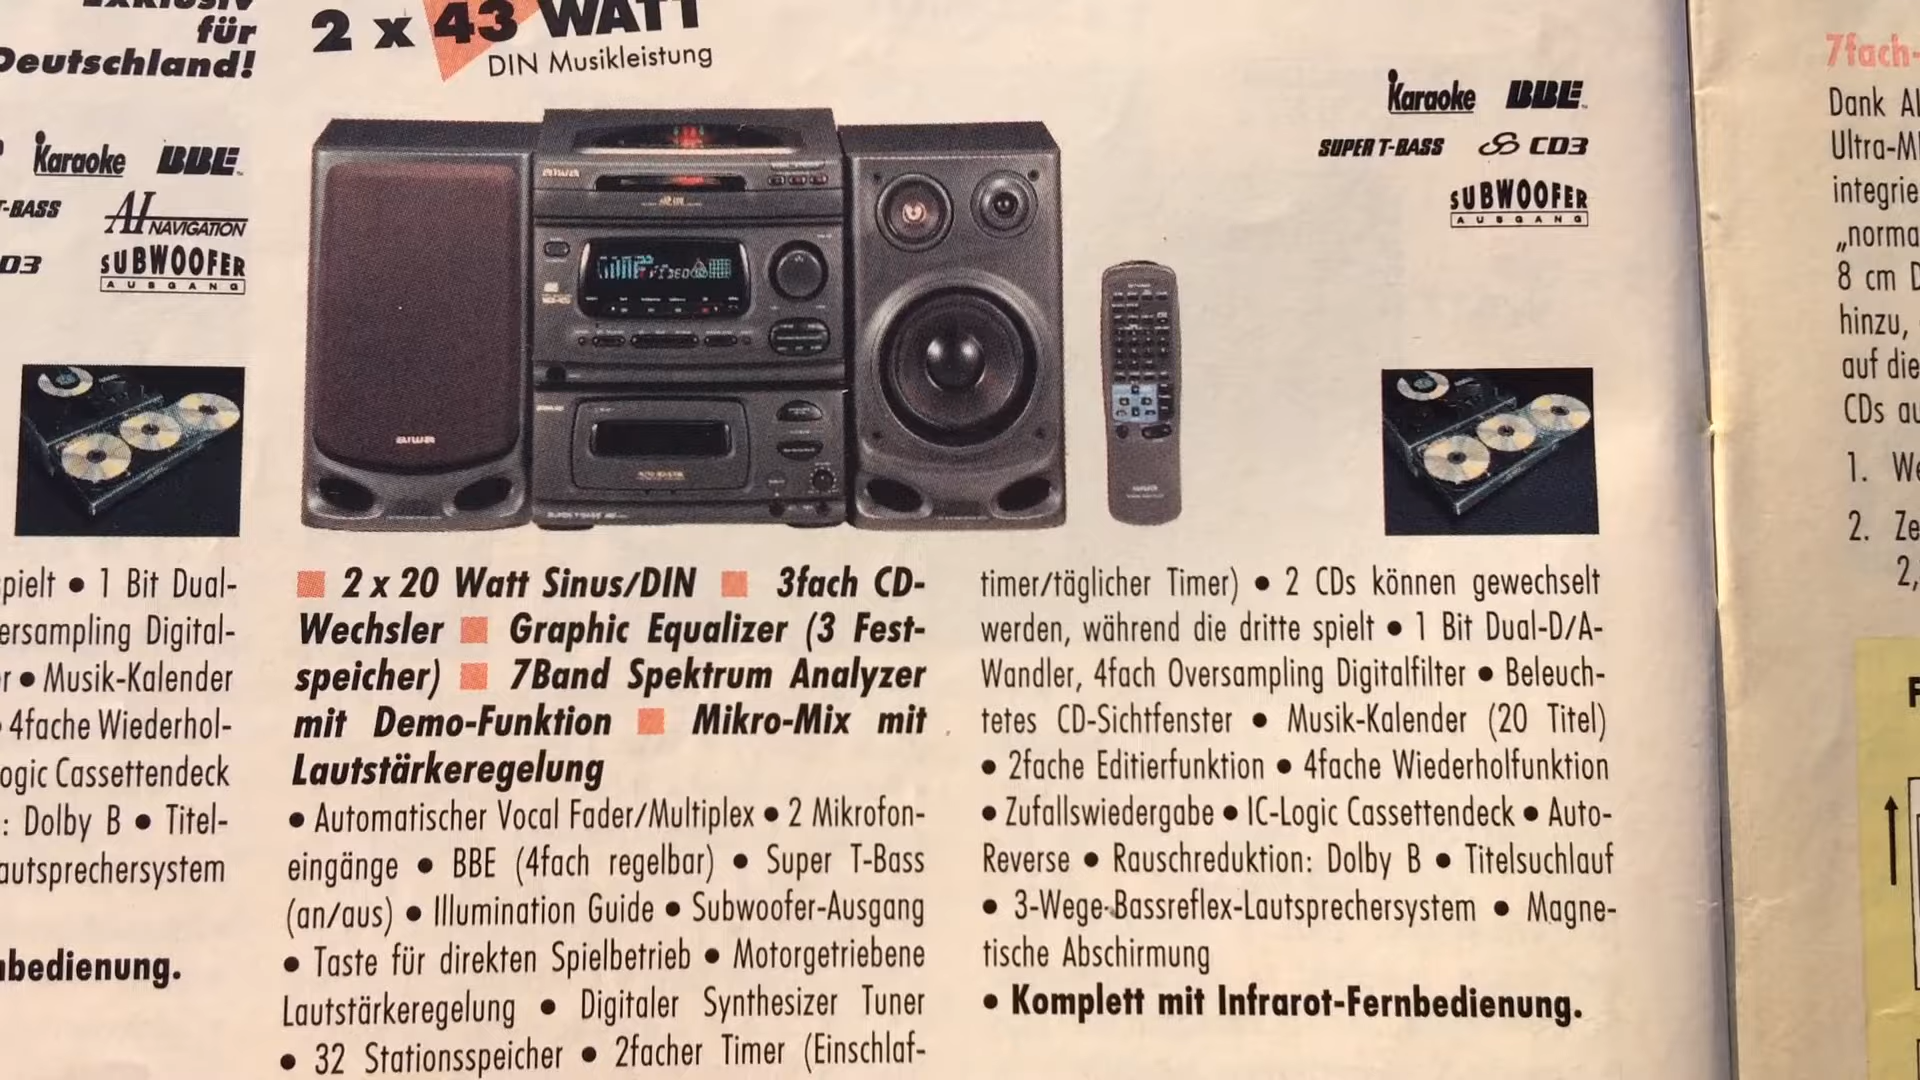 für
Deutschland!
Karaoke BBE
T-BASS
AI NAVIGATION
SUBWOOFER
AUSGANG
spielt • 1 Bit Dual-
ersampling Digital-
r • Musik-Kalender
• 4fache Wiederhol-
ogic Cassettendeck
: Dolby B • Titel-
autsprechersystem
nbedienung.
2 x 43 WATT
DIN Musikleistung
aiwa
VIDEO
aiwa
Karaoke BBE
SUPER T-BASS CD3
SUBWOOFER
AUSGANG
2 x 20 Watt Sinus/DIN 3fach CD-
Wechsler Graphic Equalizer (3 Fest-
speicher) 7Band Spektrum Analyzer
mit Demo-Funktion Mikro-Mix mit
Lautstärkeregelung
• Automatischer Vocal Fader/Multiplex • 2 Mikrofon-
eingänge • BBE (4fach regelbar) • Super T-Bass
(an/aus) • Illumination Guide • Subwoofer-Ausgang
• Taste für direkten Spielbetrieb • Motorgetriebene
Lautstärkeregelung • Digitaler Synthesizer Tuner
• 32 Stationsspeicher • 2facher Timer (Einschlaf-
timer/täglicher Timer) • 2 CDs können gewechselt
werden, während die dritte spielt • 1 Bit Dual-D/A-
Wandler, 4fach Oversampling Digitalfilter • Beleuch-
tetes CD-Sichtfenster • Musik-Kalender (20 Titel)
• 2fache Editierfunktion • 4fache Wiederholfunktion
• Zufallswiedergabe • IC-Logic Cassettendeck • Auto-
Reverse • Rauschreduktion: Dolby B • Titelsuchlauf
• 3-Wege-Bassreflex-Lautsprechersystem • Magne-
tische Abschirmung
• Komplett mit Infrarot-Fernbedienung.
7fach-
Dank
Ultra-
integrie
„norma
8 cm
hinzu,
auf die
CDs
1. We
2. Ze
2,